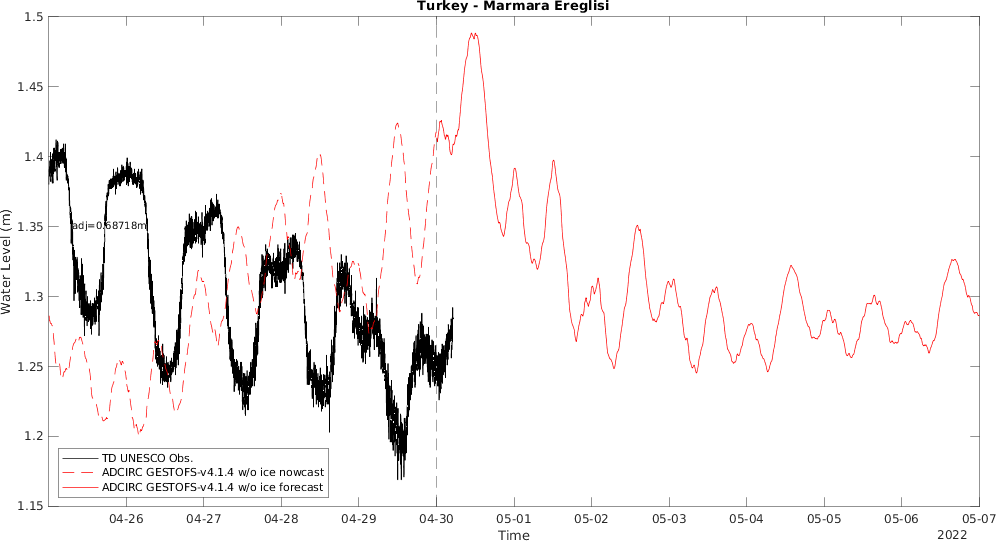 Turkey - Marmara Ereglisi
1.5
1.45
1.4
1.35
1.3
1.25
1.2
1.15
Water Level (m)
adj=0.68718m
TD UNESCO Obs.
ADCIRC GESTOFS-v4.1.4 w/o ice nowcast
ADCIRC GESTOFS-v4.1.4 w/o ice forecast
04-26 04-27 04-28 04-29 04-30 05-01 05-02 05-03 05-04 05-05 05-06 05-07
Time
2022